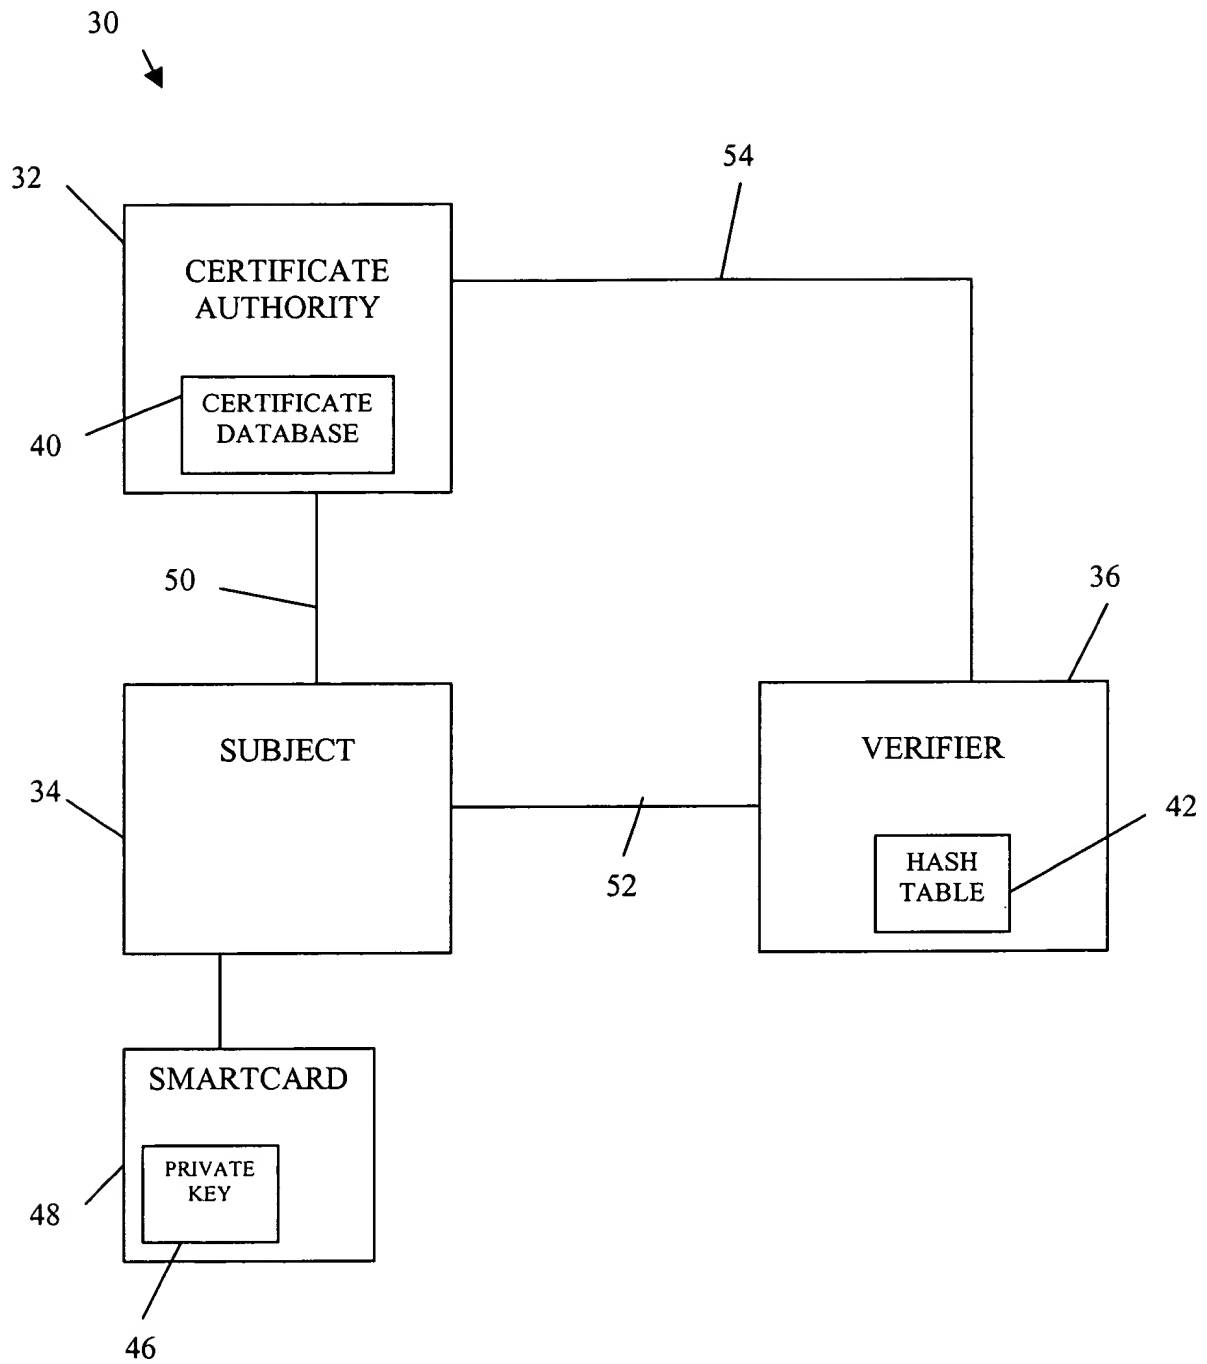 30
54
32
CERTIFICATE
AUTHORITY
CERTIFICATE
DATABASE
40
50
36
SUBJECT
VERIFIER
34
42
HASH
TABLE
52
SMARTCARD
PRIVATE
KEY
48
46